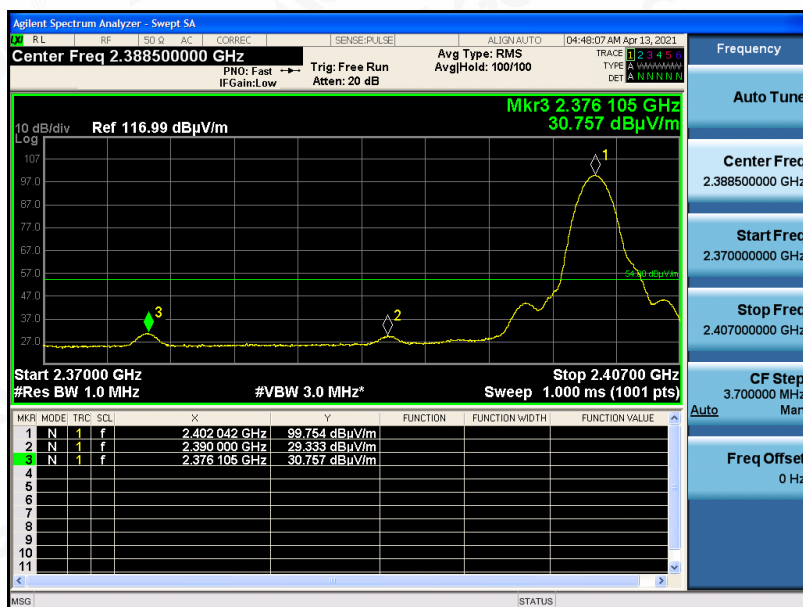 Agilent Spectrum Analyzer - Swept SA
LXI RL RF 50 Ω AC CORREC SENSE:PULSE ALIGN AUTO 04:48:07 AM Apr 13, 2021
Center Freq 2.388500000 GHz
PNO: Fast
IFGain:Low
Trig: Free Run
Atten: 20 dB
Avg Type: RMS
Avg|Hold: 100/100
TRACE 1 2 3 4 5 6
TYPE A WWWWW
DET A N N N N N
Mkr3 2.376 105 GHz
30.757 dBµV/m
10 dB/div Ref 116.99 dBµV/m
Log
107
97.0
87.0
77.0
67.0
57.0
47.0
37.0
27.0
1
2
3
54.00 dBµV/m
Start 2.37000 GHz Stop 2.40700 GHz
#Res BW 1.0 MHz #VBW 3.0 MHz* Sweep 1.000 ms (1001 pts)
MKR MODE TRC SCL X Y FUNCTION FUNCTION WIDTH FUNCTION VALUE
1 N 1 f 2.402 042 GHz 99.754 dBµV/m
2 N 1 f 2.390 000 GHz 29.333 dBµV/m
3 N 1 f 2.376 105 GHz 30.757 dBµV/m
4
5
6
7
8
9
10
11
MSG STATUS
Frequency
Auto Tune
Center Freq
2.388500000 GHz
Start Freq
2.370000000 GHz
Stop Freq
2.407000000 GHz
CF Step
3.700000 MHz
Auto Man
Freq Offset
0 Hz